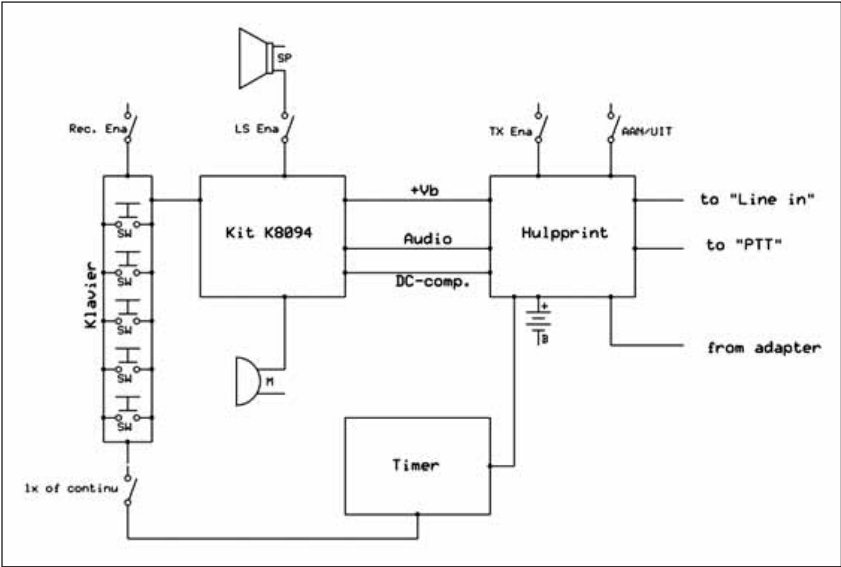 SP
Rec. Ena
LS Ena
TX Ena
AAN/UIT
Klavier
SW
SW
SW
SW
SW
Kit K8094
+Vb
Audio
DC-comp.
Hulpprint
to "Line in"
to "PTT"
+
B
from adapter
M
Timer
1x of continu